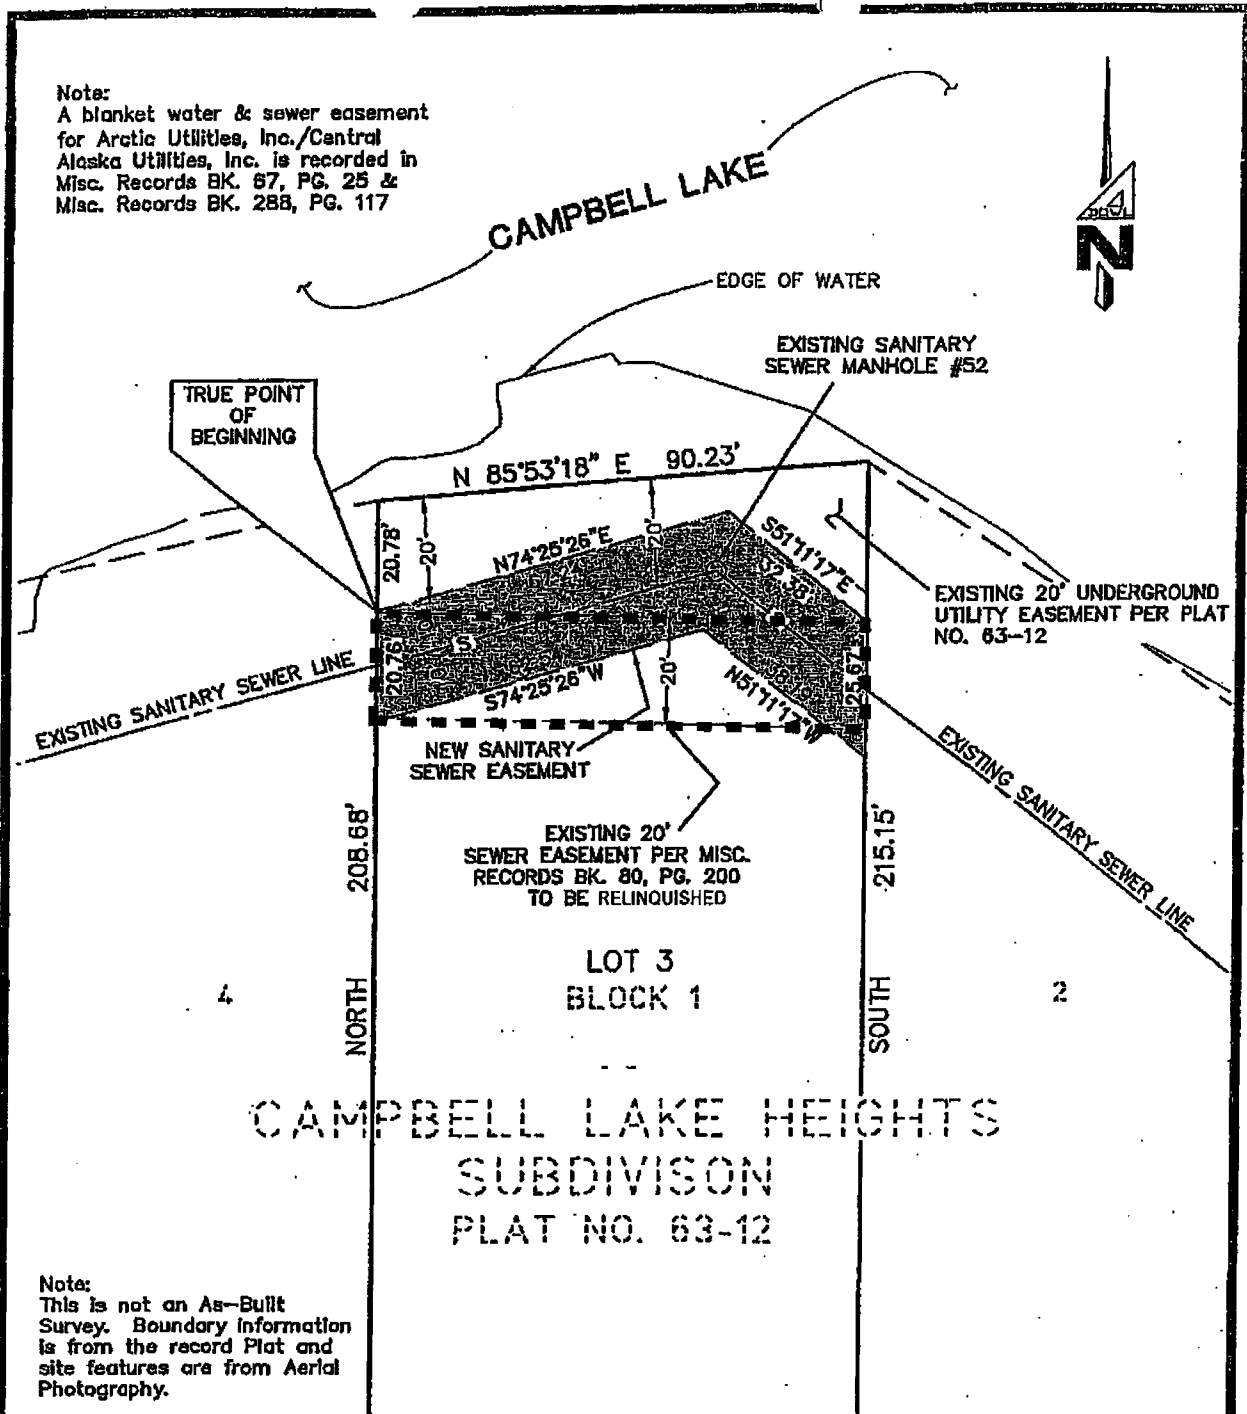 Note:
A blanket water & sewer easement
for Arctic Utilities, Inc./Central
Alaska Utilities, Inc. is recorded in
Misc. Records BK. 67, PG. 25 &
Misc. Records BK. 288, PG. 117
CAMPBELL LAKE
DOWL
N
EDGE OF WATER
EXISTING SANITARY
SEWER MANHOLE #52
TRUE POINT
OF
BEGINNING
N 85°53'18" E 90.23'
20.78'
20'
20'
N74°25'26"E
S51°11'17"E
32.38'
EXISTING 20' UNDERGROUND
UTILITY EASEMENT PER PLAT
NO. 63-12
20.76'
S
20'
25.67'
S74°25'26"W
N51°11'17"W
EXISTING SANITARY SEWER LINE
NEW SANITARY
SEWER EASEMENT
EXISTING SANITARY SEWER LINE
EXISTING 20'
SEWER EASEMENT PER MISC.
RECORDS BK. 80, PG. 200
TO BE RELINQUISHED
208.68'
215.15'
LOT 3
BLOCK 1
4
2
NORTH
SOUTH
CAMPBELL LAKE HEIGHTS
SUBDIVISON
PLAT NO. 63-12
Note:
This is not an As-Built
Survey. Boundary information
is from the record Plat and
site features are from Aerial
Photography.